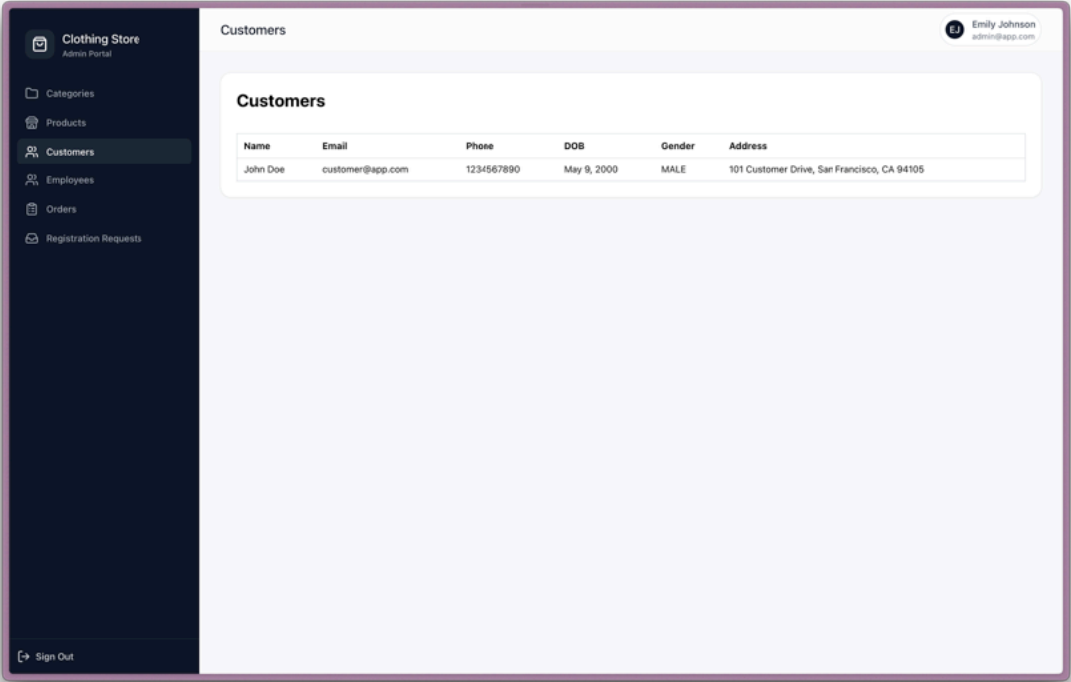 Clothing Store
Admin Portal
Categories
Products
Customers
Employees
Orders
Registration Requests
Sign Out
Customers
EJ
Emily Johnson
admin@app.com
Customers
Name Email Phone DOB Gender Address
John Doe customer@app.com 1234567890 May 9, 2000 MALE 101 Customer Drive, San Francisco, CA 94105